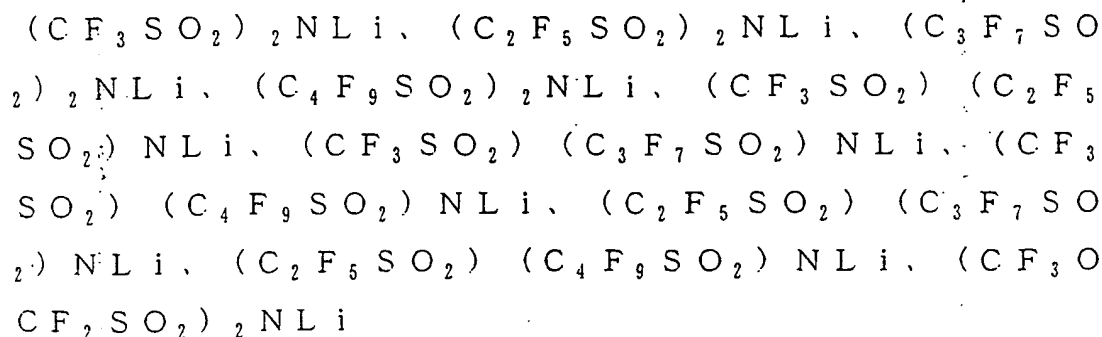 (CF₃SO₂)₂NLi、(C₂F₅SO₂)₂NLi、(C₃F₇SO
₂)₂NLi、(C₄F₉SO₂)₂NLi、(CF₃SO₂)(C₂F₅
SO₂)NLi、(CF₃SO₂)(C₃F₇SO₂)NLi、(CF₃
SO₂)(C₄F₉SO₂)NLi、(C₂F₅SO₂)(C₃F₇SO
₂)NLi、(C₂F₅SO₂)(C₄F₉SO₂)NLi、(CF₃O
CF₂SO₂)₂NLi